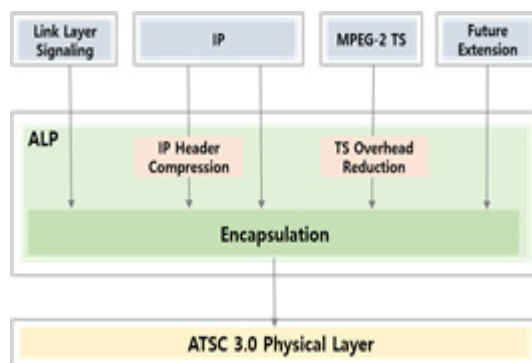 Link Layer
Signaling
IP
MPEG-2 TS
Future
Extension
ALP
IP Header
Compression
TS Overhead
Reduction
Encapsulation
ATSC 3.0 Physical Layer